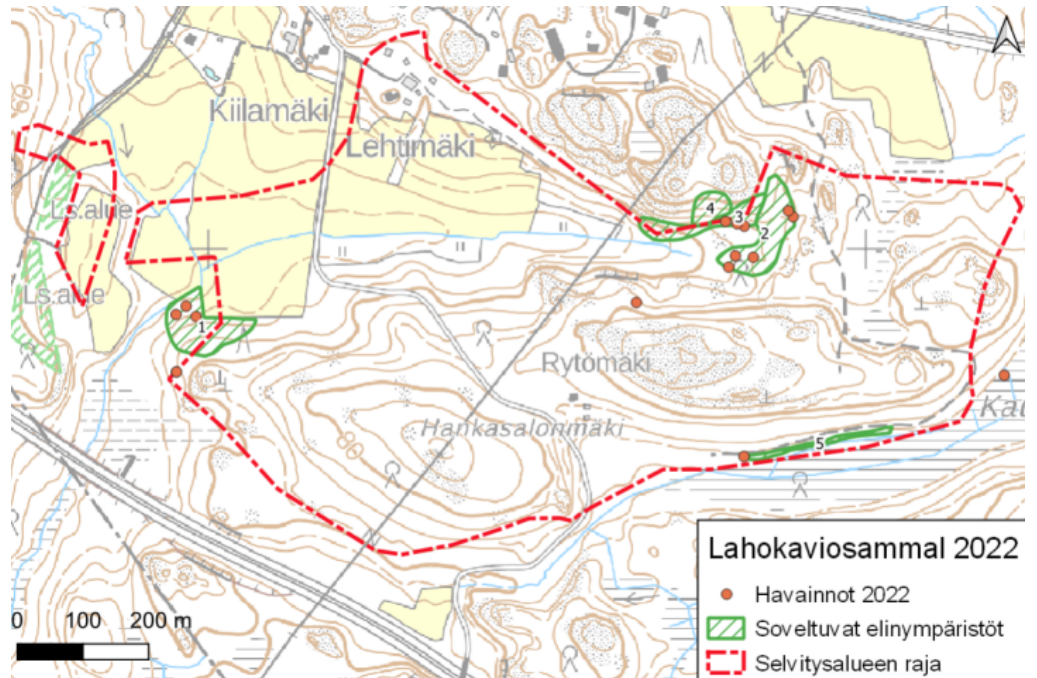 Kiilamäki
Lehtimäki
Ls.alue
Ls.alue
4
3
2
1
Rytömäki
Hankasalonmäki
80
5
1
Lahokaviosammal 2022
Havainnot 2022
Soveltuvat elinympäristöt
Selvitysalueen raja
0 100 200 m